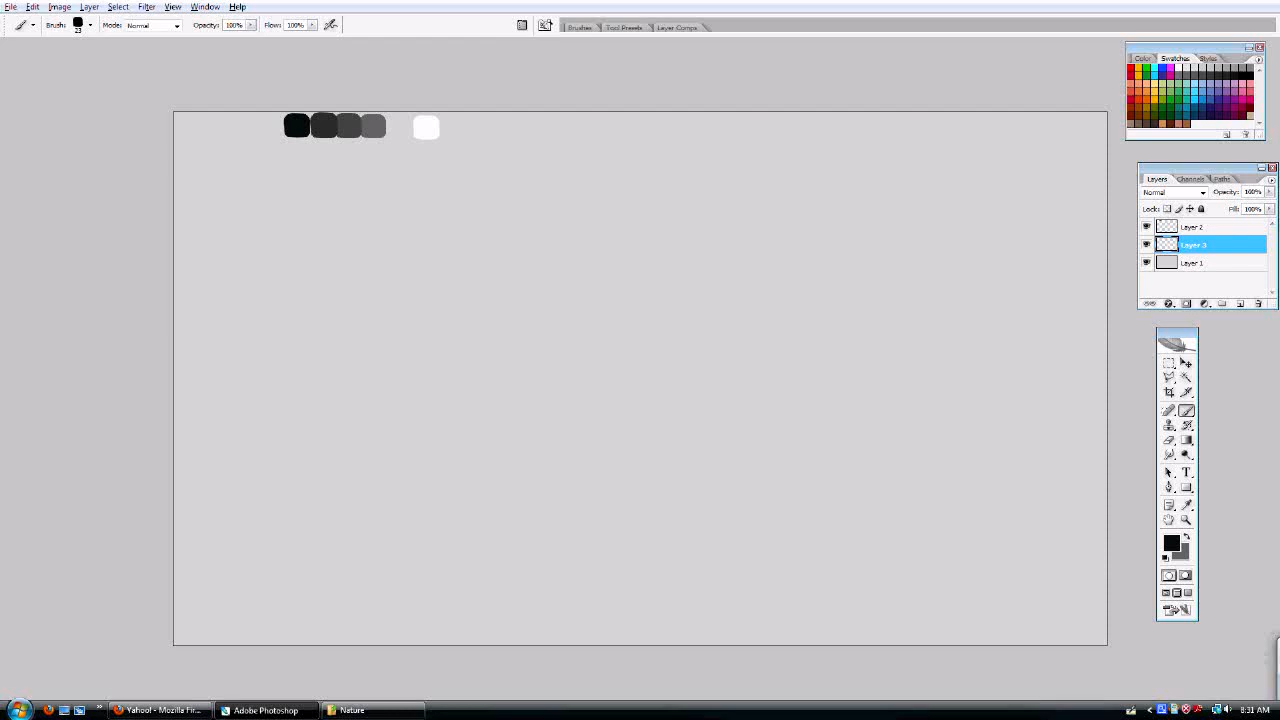 File Edit Image Layer Select Filter View Window Help
Brush: 23 Mode: Normal Opacity: 100% Flow: 100%
Brushes Tool Presets Layer Comps
Color Swatches Styles
Layers Channels Paths
Normal Opacity: 100%
Lock: Fill: 100%
Layer 2
Layer 3
Layer 1
T
Yahoo! - Mozilla Fir... Adobe Photoshop Nature 8:31 AM